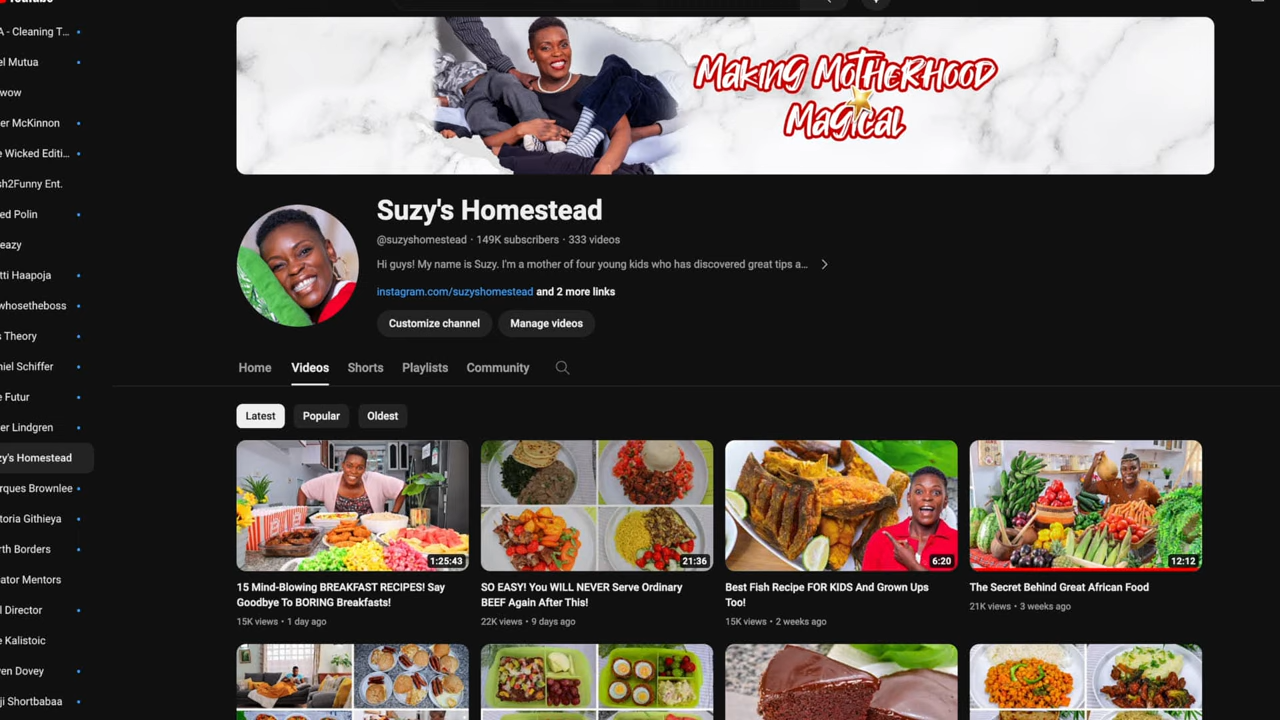 A - Cleaning T...
el Mutua
wow
er McKinnon
e Wicked Editi...
sh2Funny Ent.
ed Polin
eazy
tti Haapoja
whosetheboss
s Theory
niel Schiffer
e Futur
er Lindgren
zy's Homestead
rques Brownlee
toria Githieya
rth Borders
ator Mentors
l Director
e Kalistoic
ven Dovey
ji Shortbabaa
Making Motherhood
Magical
Suzy's Homestead
@suzyshomestead · 149K subscribers · 333 videos
Hi guys! My name is Suzy. I'm a mother of four young kids who has discovered great tips a...
instagram.com/suzyshomestead and 2 more links
Customize channel Manage videos
Home Videos Shorts Playlists Community
Latest Popular Oldest
1:25:43 21:36 6:20 12:12
15 Mind-Blowing BREAKFAST RECIPES! Say
Goodbye To BORING Breakfasts!
15K views • 1 day ago
SO EASY! You WILL NEVER Serve Ordinary
BEEF Again After This!
22K views • 9 days ago
Best Fish Recipe FOR KIDS And Grown Ups
Too!
15K views • 2 weeks ago
The Secret Behind Great African Food
21K views • 3 weeks ago